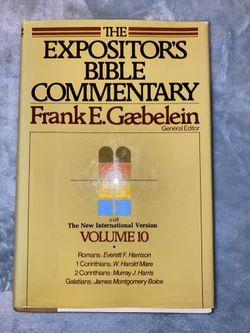 THE
EXPOSITOR'S
BIBLE
COMMENTARY
Frank E. Gæbelein
General Editor
with
The New International Version
VOLUME 10
Romans: Everett F. Harrison
1 Corinthians: W. Harold Mare
2 Corinthians: Murray J. Harris
Galatians: James Montgomery Boice